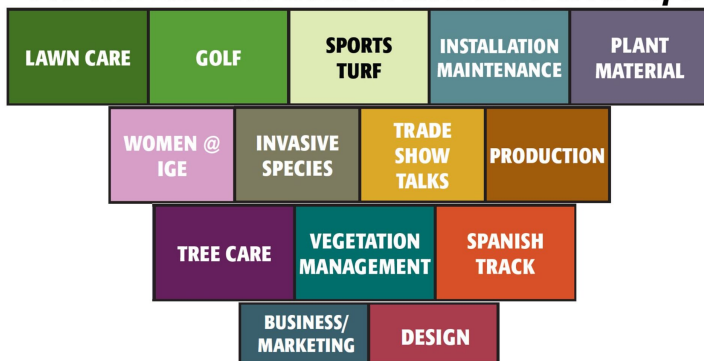 LAWN CARE
GOLF
SPORTS
TURF
INSTALLATION
MAINTENANCE
PLANT
MATERIAL
WOMEN @
IGE
INVASIVE
SPECIES
TRADE
SHOW
TALKS
PRODUCTION
TREE CARE
VEGETATION
MANAGEMENT
SPANISH
TRACK
BUSINESS/
MARKETING
DESIGN